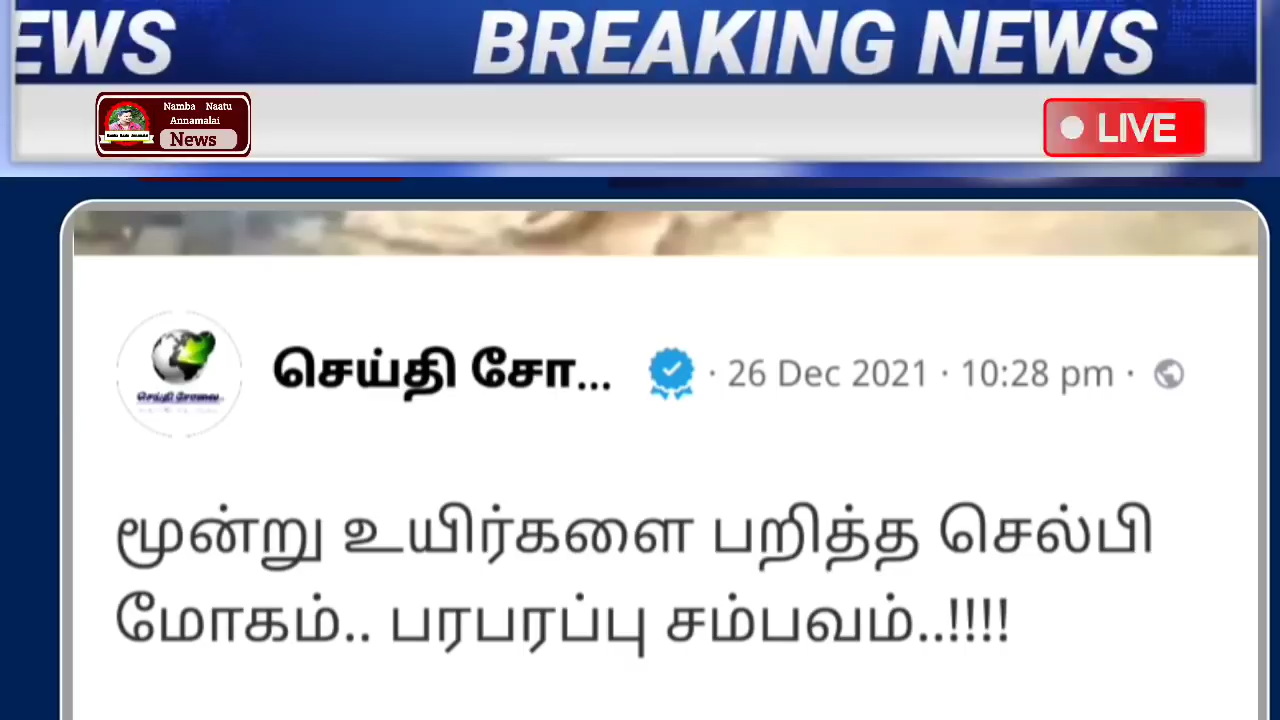 EWS BREAKING NEWS
Namba Naatu
Annamalai
News
LIVE
செய்தி சோ... · 26 Dec 2021 · 10:28 pm ·
செய்தி சோலை..
மூன்று உயிர்களை பறித்த செல்பி
மோகம்.. பரபரப்பு சம்பவம்..!!!!